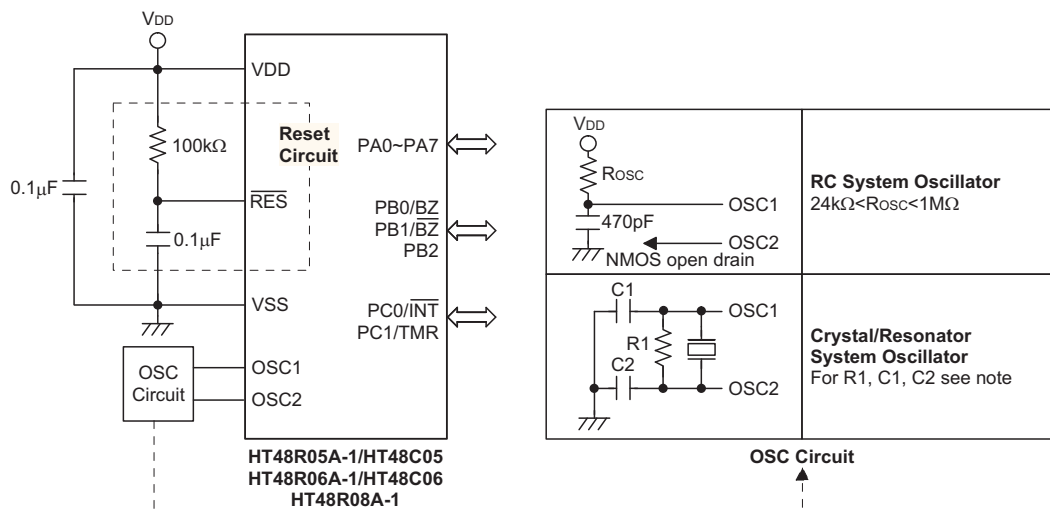 VDD
VDD
Reset
Circuit
100kΩ
PA0~PA7
0.1μF
RES
PB0/BZ
PB1/BZ
PB2
0.1μF
VSS
PC0/INT
PC1/TMR
OSC
Circuit
OSC1
OSC2
HT48R05A-1/HT48C05
HT48R06A-1/HT48C06
HT48R08A-1
VDD
ROSC
OSC1
470pF
OSC2
NMOS open drain
RC System Oscillator
24kΩ<ROSC<1MΩ
C1
OSC1
R1
C2
OSC2
Crystal/Resonator
System Oscillator
For R1, C1, C2 see note
OSC Circuit